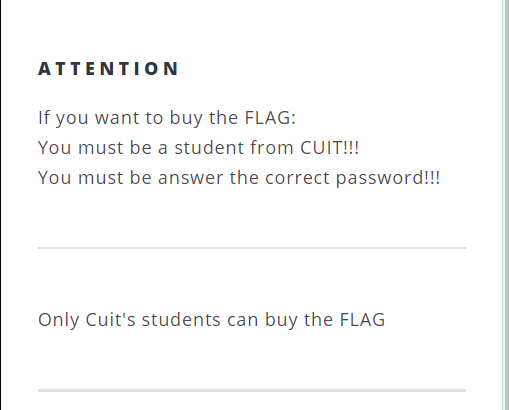 ATTENTION
If you want to buy the FLAG:
You must be a student from CUIT!!!
You must be answer the correct password!!!
Only Cuit's students can buy the FLAG